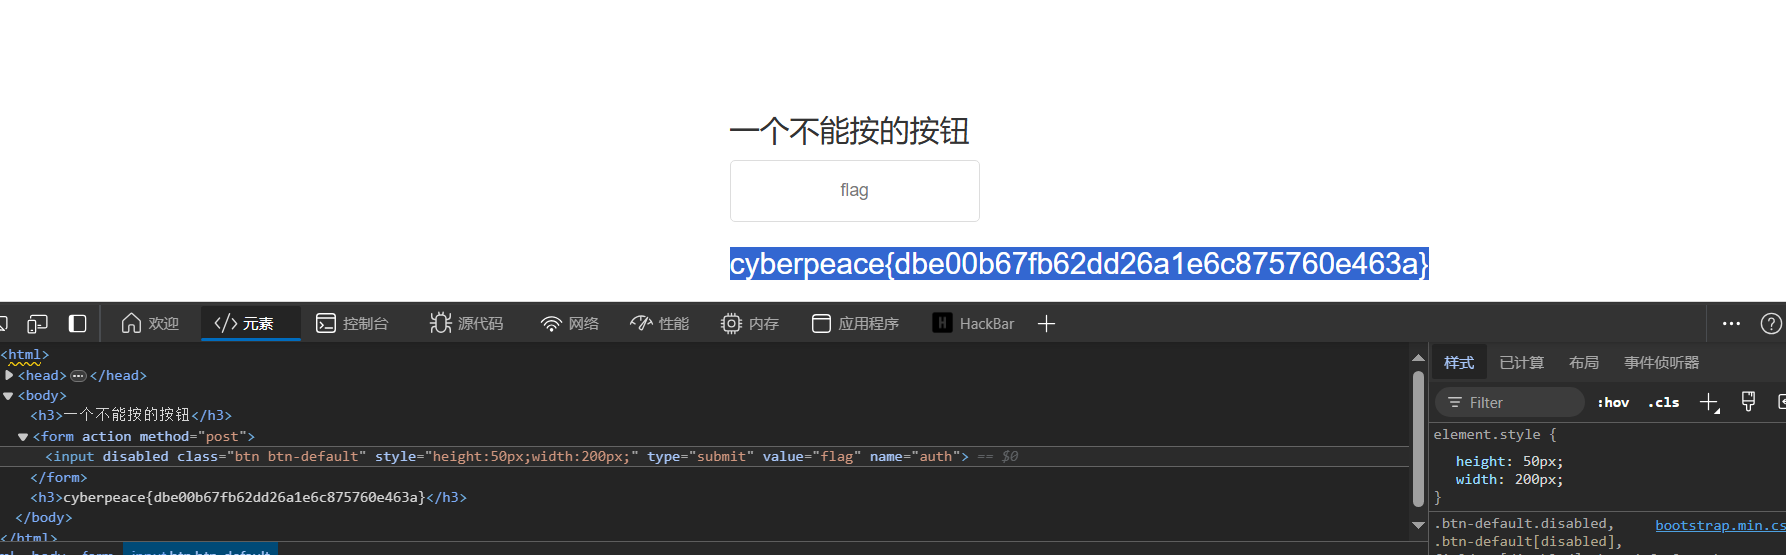 一个不能按的按钮
flag
cyberpeace{dbe00b67fb62dd26a1e6c875760e463a}
欢迎 </> 元素 控制台 源代码 网络 性能 内存 应用程序 HackBar
<html>
<head> </head>
<body>
<h3>一个不能按的按钮</h3>
<form action method="post">
<input disabled class="btn btn-default" style="height:50px;width:200px;" type="submit" value="flag" name="auth"> == $0
</form>
<h3>cyberpeace{dbe00b67fb62dd26a1e6c875760e463a}</h3>
</body>
</html>
body form input.btn.btn-default
样式 已计算 布局 事件侦听器
Filter :hov .cls
element.style {
height: 50px;
width: 200px;
}
.btn-default.disabled, bootstrap.min.cs
.btn-default[disabled],